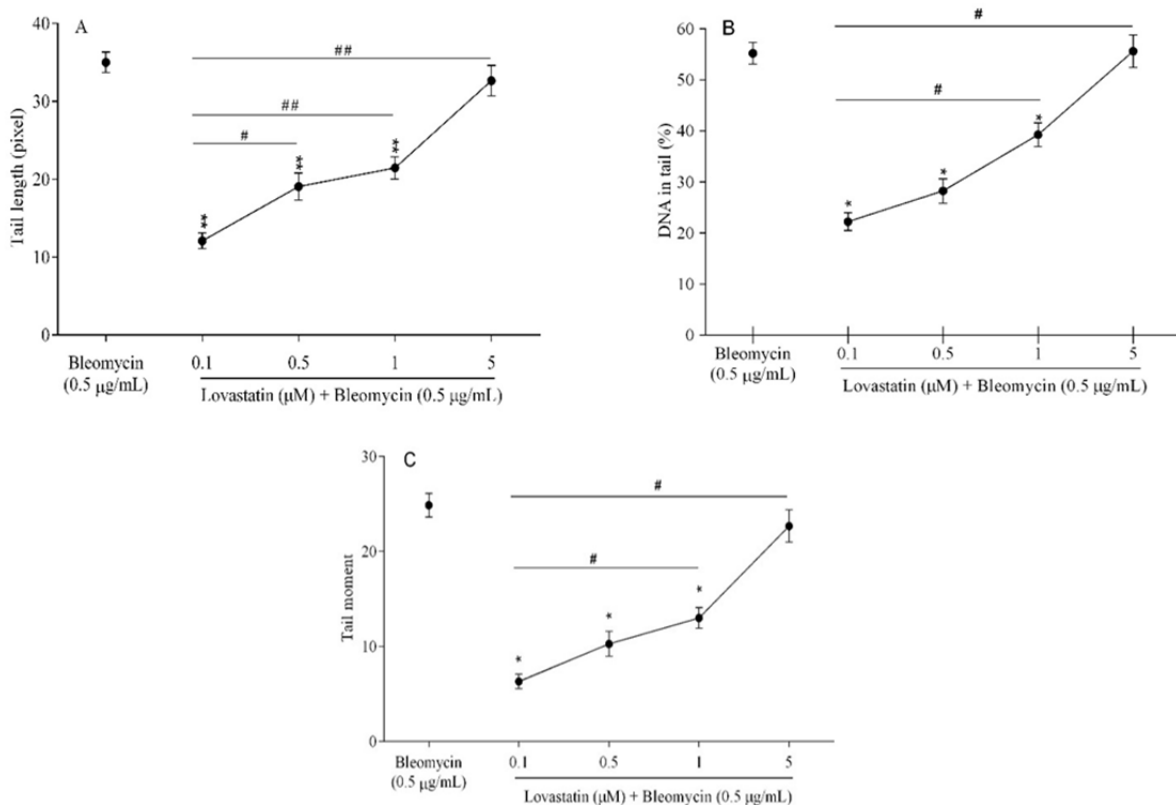 A
Tail length (pixel)
40
30
20
10
0
##
##
#
**
**
**
Bleomycin
(0.5 μg/mL)
0.1 0.5 1 5
Lovastatin (μM) + Bleomycin (0.5 μg/mL)
B
DNA in tail (%)
60
50
40
30
20
10
0
#
#
*
*
*
Bleomycin
(0.5 μg/mL)
0.1 0.5 1 5
Lovastatin (μM) + Bleomycin (0.5 μg/mL)
C
Tail moment
30
20
10
0
#
#
*
*
*
Bleomycin
(0.5 μg/mL)
0.1 0.5 1 5
Lovastatin (μM) + Bleomycin (0.5 μg/mL)